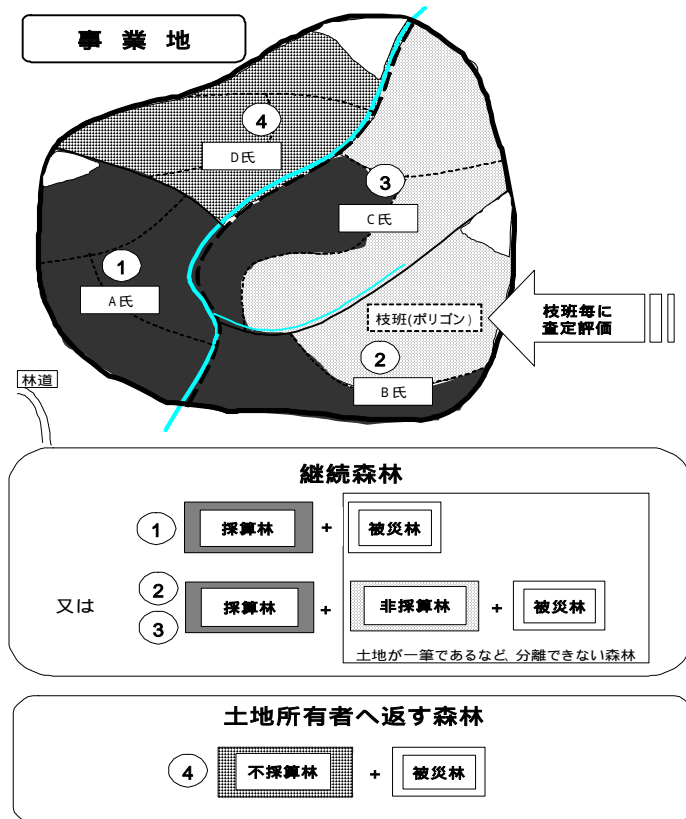 事 業 地
4
D氏
3
C氏
1
A氏
枝班(ポリゴン)
枝班毎に
査定評価
2
B氏
林道
継続森林
1 採算林 + 被災林
又は 2 3 採算林 + 非採算林 + 被災林
土地が一筆であるなど、分離できない森林
土地所有者へ返す森林
4 不採算林 + 被災林